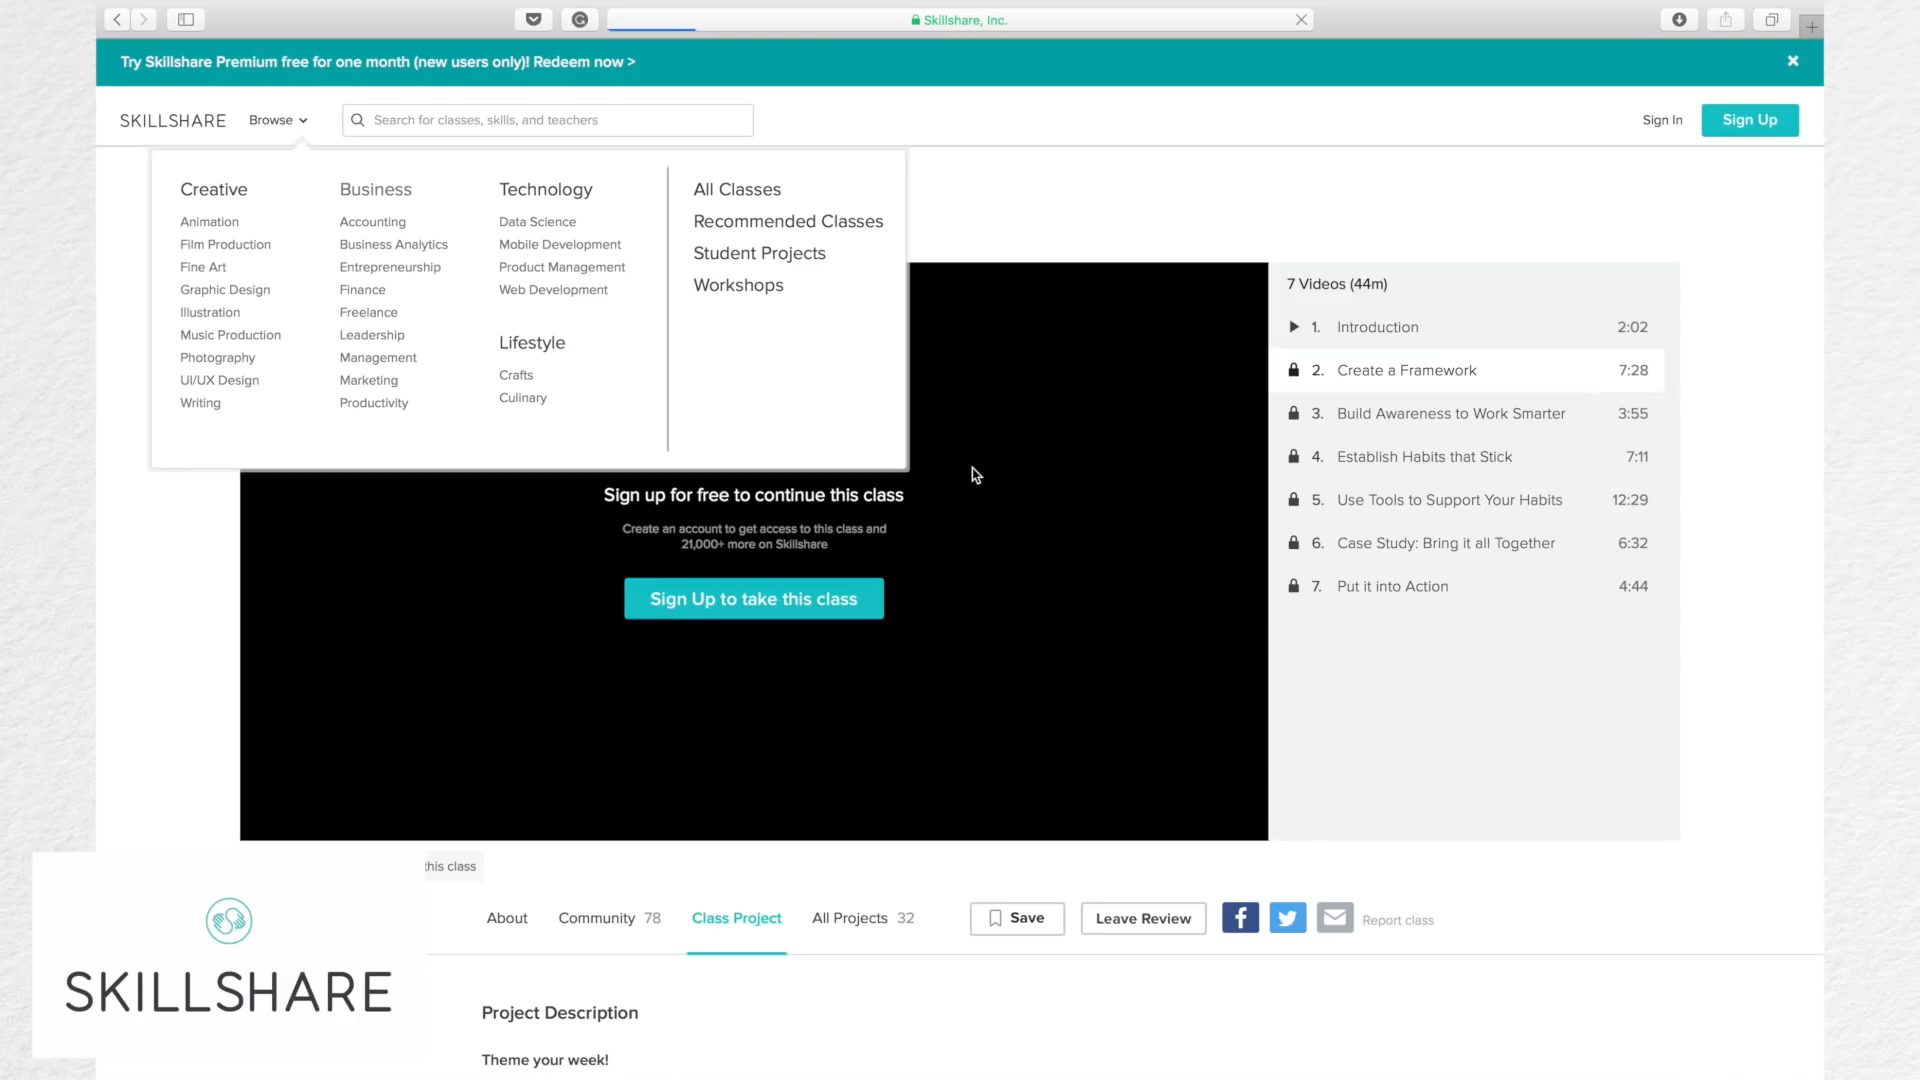 Skillshare, Inc.
Try Skillshare Premium free for one month (new users only)! Redeem now >
SKILLSHARE
Browse
Search for classes, skills, and teachers
Sign In
Sign Up
Creative
Animation
Film Production
Fine Art
Graphic Design
Illustration
Music Production
Photography
UI/UX Design
Writing
Business
Accounting
Business Analytics
Entrepreneurship
Finance
Freelance
Leadership
Management
Marketing
Productivity
Technology
Data Science
Mobile Development
Product Management
Web Development
Lifestyle
Crafts
Culinary
All Classes
Recommended Classes
Student Projects
Workshops
Sign up for free to continue this class
Create an account to get access to this class and
21,000+ more on Skillshare
Sign Up to take this class
7 Videos (44m)
1. Introduction 2:02
2. Create a Framework 7:28
3. Build Awareness to Work Smarter 3:55
4. Establish Habits that Stick 7:11
5. Use Tools to Support Your Habits 12:29
6. Case Study: Bring it all Together 6:32
7. Put it into Action 4:44
this class
About
Community 78
Class Project
All Projects 32
Save
Leave Review
Report class
SKILLSHARE
Project Description
Theme your week!